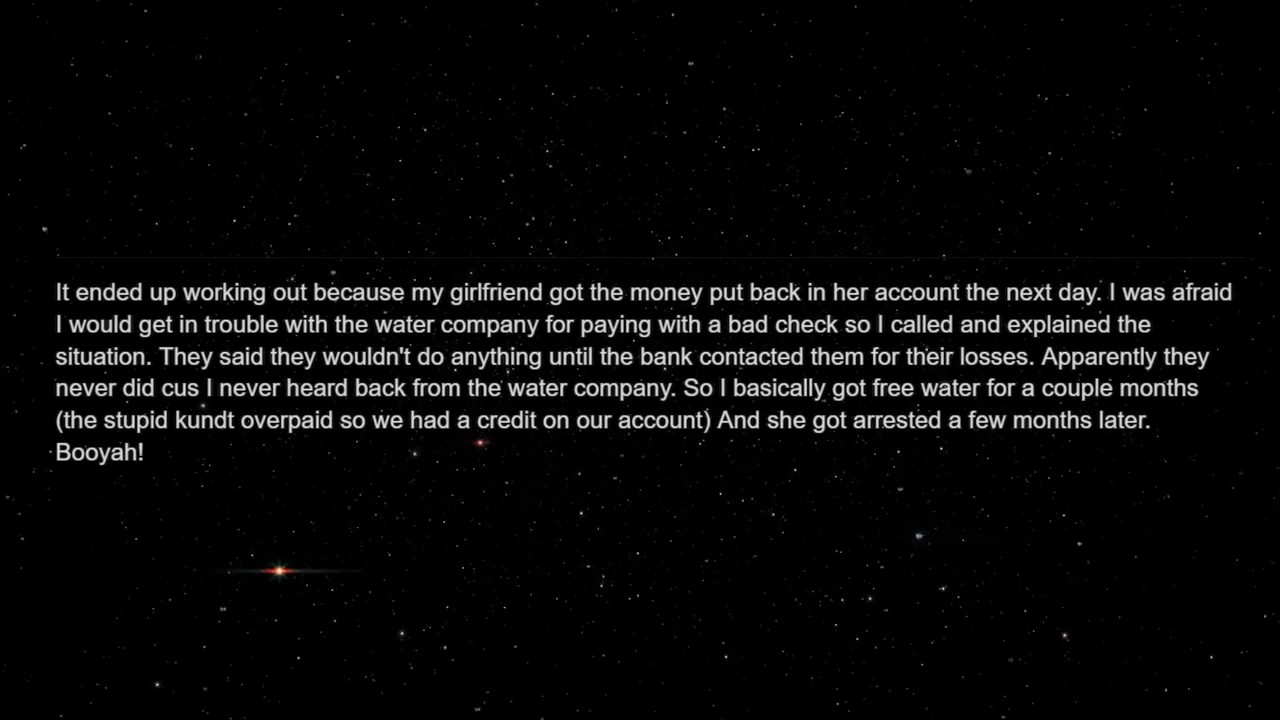 It ended up working out because my girlfriend got the money put back in her account the next day. I was afraid
I would get in trouble with the water company for paying with a bad check so I called and explained the
situation. They said they wouldn't do anything until the bank contacted them for their losses. Apparently they
never did cus I never heard back from the water company. So I basically got free water for a couple months
(the stupid kundt overpaid so we had a credit on our account) And she got arrested a few months later.
Booyah!